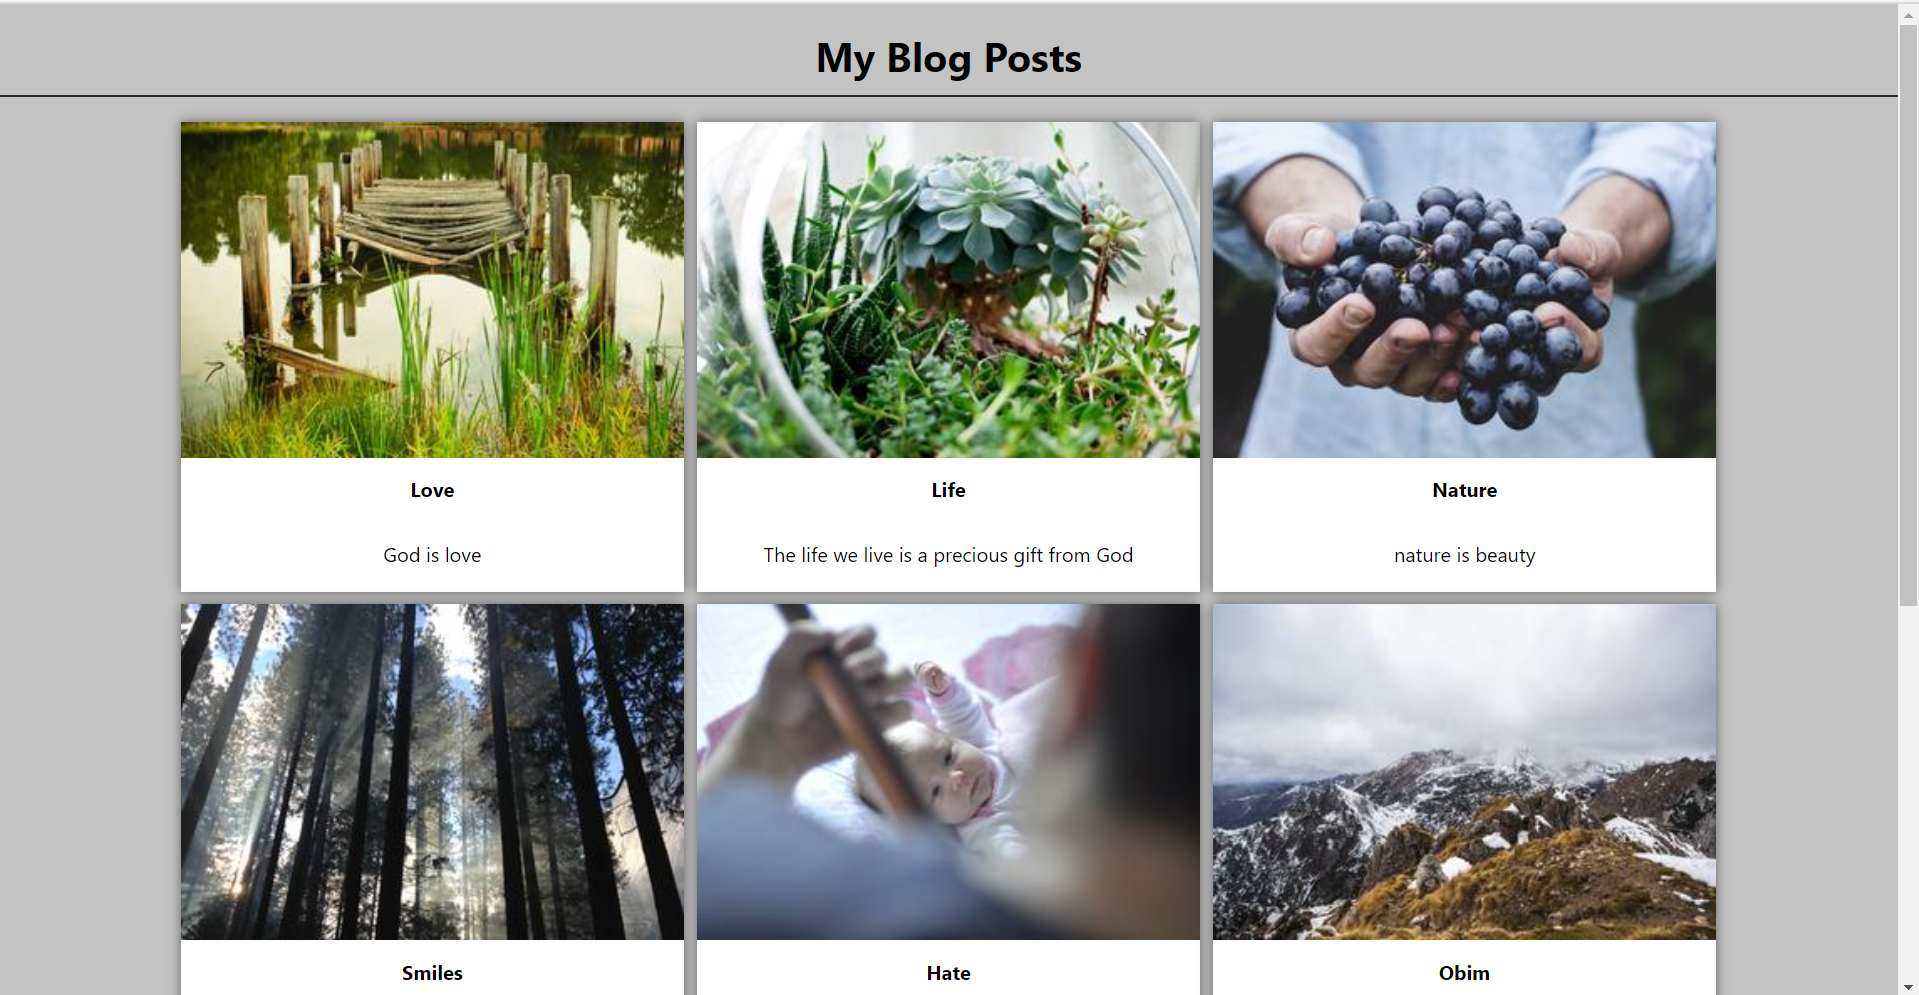 My Blog Posts
Love
God is love
Life
The life we live is a precious gift from God
Nature
nature is beauty
Smiles
Hate
Obim